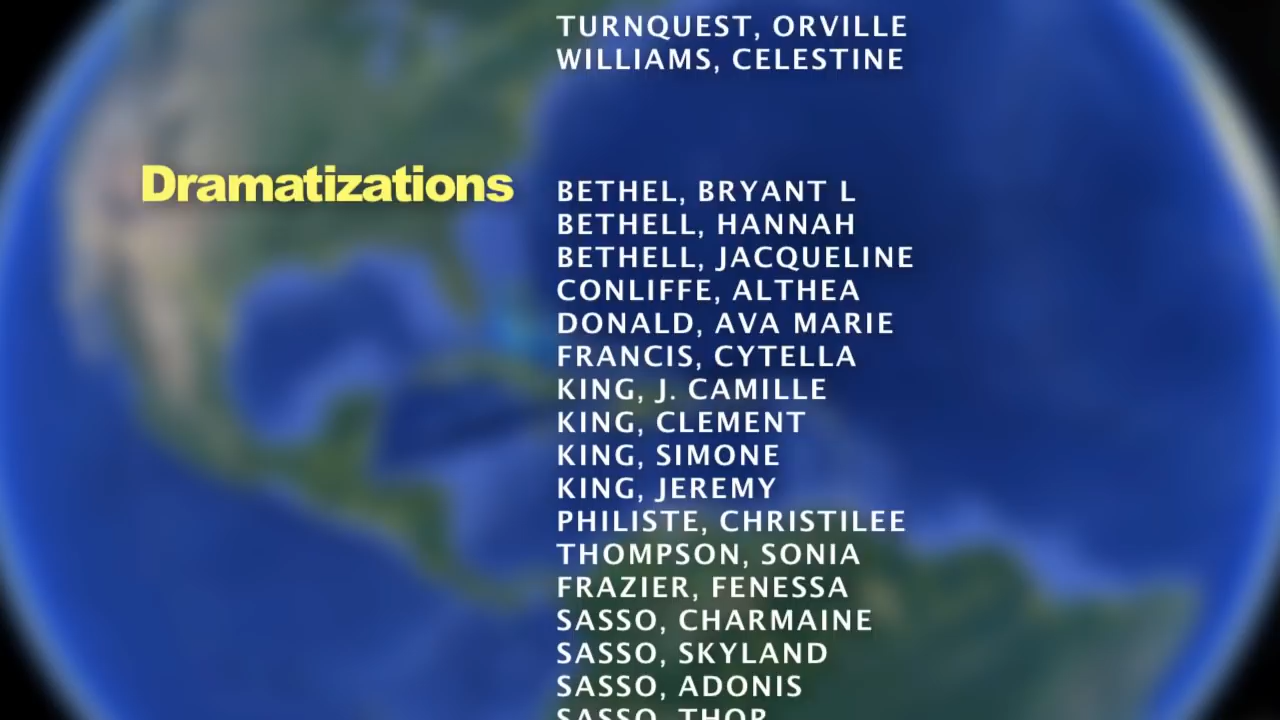 TURNQUEST, ORVILLE
WILLIAMS, CELESTINE
Dramatizations
BETHEL, BRYANT L
BETHELL, HANNAH
BETHELL, JACQUELINE
CONLIFFE, ALTHEA
DONALD, AVA MARIE
FRANCIS, CYTELLA
KING, J. CAMILLE
KING, CLEMENT
KING, SIMONE
KING, JEREMY
PHILISTE, CHRISTILEE
THOMPSON, SONIA
FRAZIER, FENESSA
SASSO, CHARMAINE
SASSO, SKYLAND
SASSO, ADONIS
SASSO, THOR